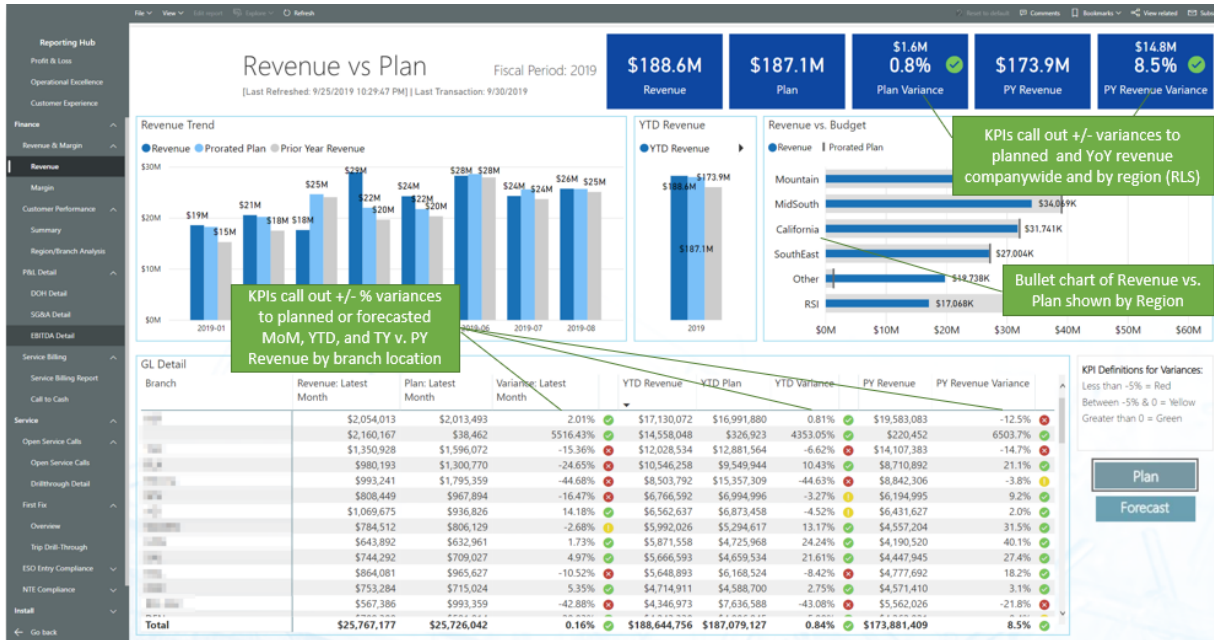 File View Edit report Explore Refresh Reset to default Comments Bookmarks View related Subs
Reporting Hub
Profit & Loss
Operational Excellence
Customer Experience
Finance
Revenue & Margin
Revenue
Margin
Customer Performance
Summary
Region/Branch Analysis
P&L Detail
DOH Detail
SG&A Detail
EBITDA Detail
Service Billing
Service Billing Report
Call to Cash
Service
Open Service Calls
Open Service Calls
Drillthrough Detail
First Fix
Overview
Trip Drill-Through
ESO Entry Compliance
NTE Compliance
Install
Go back
Revenue vs Plan
Fiscal Period: 2019
[Last Refreshed: 9/25/2019 10:29:47 PM] | Last Transaction: 9/30/2019
$188.6M
Revenue
$187.1M
Plan
$1.6M
0.8%
Plan Variance
$173.9M
PY Revenue
$14.8M
8.5%
PY Revenue Variance
Revenue Trend
Revenue Prorated Plan Prior Year Revenue
$30M
$20M
$10M
$0M
$19M
$15M
$21M
$18M
$18M
$25M
$29M
$22M
$20M
$24M
$22M
$20M
$28M
$28M
$24M
$24M
$26M
$25M
2019-01 2019-06 2019-07 2019-08
YTD Revenue
YTD Revenue
$188.6M
$173.9M
$187.1M
2019
Revenue vs. Budget
Revenue Prorated Plan
Mountain
MidSouth $34,069K
California $31,741K
SouthEast $27,004K
Other $19,738K
RSI $17,068K
$0M $10M $20M $30M $40M $50M $60M
KPIs call out +/- variances to
planned and YoY revenue
companywide and by region (RLS)
Bullet chart of Revenue vs.
Plan shown by Region
KPIs call out +/- % variances
to planned or forecasted
MoM, YTD, and TY v. PY
Revenue by branch location
GL Detail
Branch Revenue: Latest Month Plan: Latest Month Variance: Latest Month YTD Revenue YTD Plan YTD Variance PY Revenue PY Revenue Variance
$2,054,013 $2,013,493 2.01% $17,130,072 $16,991,880 0.81% $19,583,083 -12.5%
$2,160,167 $38,462 5516.43% $14,558,048 $326,923 4353.05% $220,452 6503.7%
$1,350,928 $1,596,072 -15.36% $12,028,534 $12,881,564 -6.62% $14,107,383 -14.7%
$980,193 $1,300,770 -24.65% $10,546,258 $9,549,944 10.43% $8,710,892 21.1%
$993,241 $1,795,359 -44.68% $8,503,792 $15,357,309 -44.63% $8,842,306 -3.8%
$808,449 $967,894 -16.47% $6,766,592 $6,994,996 -3.27% $6,194,995 9.2%
$1,069,675 $936,826 14.18% $6,562,637 $6,873,458 -4.52% $6,431,627 2.0%
$784,512 $806,129 -2.68% $5,992,026 $5,294,617 13.17% $4,557,204 31.5%
$643,892 $632,961 1.73% $5,871,558 $4,725,968 24.24% $4,190,520 40.1%
$744,292 $709,027 4.97% $5,666,593 $4,659,534 21.61% $4,447,945 27.4%
$864,081 $965,627 -10.52% $5,648,893 $6,168,524 -8.42% $4,777,692 18.2%
$753,284 $715,024 5.35% $4,714,911 $4,588,700 2.75% $4,571,410 3.1%
$567,386 $993,359 -42.88% $4,346,973 $7,636,588 -43.08% $5,562,026 -21.8%
Total $25,767,177 $25,726,042 0.16% $188,644,756 $187,079,127 0.84% $173,881,409 8.5%
KPI Definitions for Variances:
Less than -5% = Red
Between -5% & 0 = Yellow
Greater than 0 = Green
Plan
Forecast